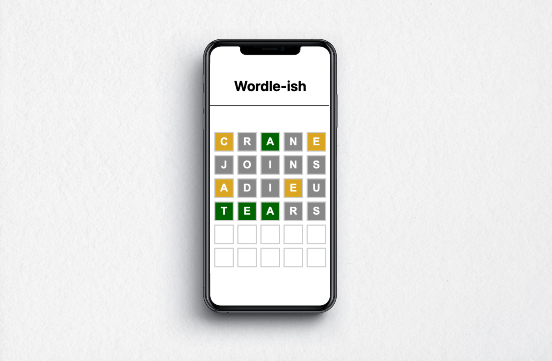 Wordle-ish
C R A N E
J O I N S
A D I E U
T E A R S